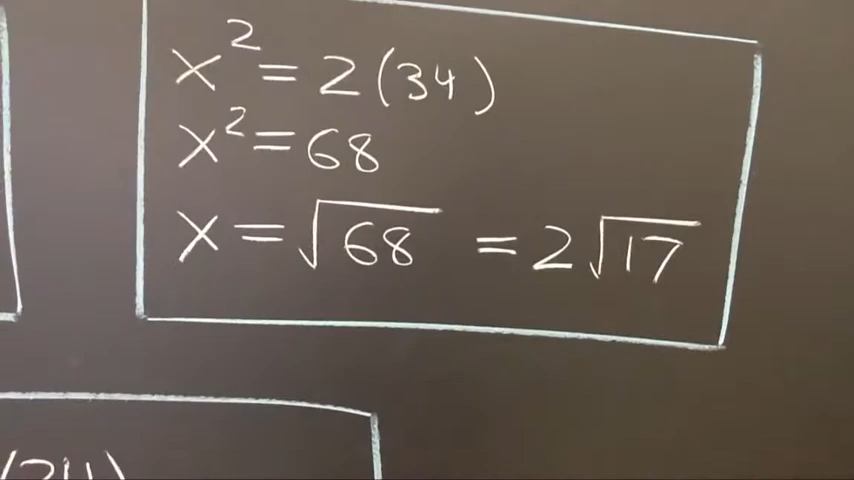 x² = 2(34)
x² = 68
x = √68 = 2√17